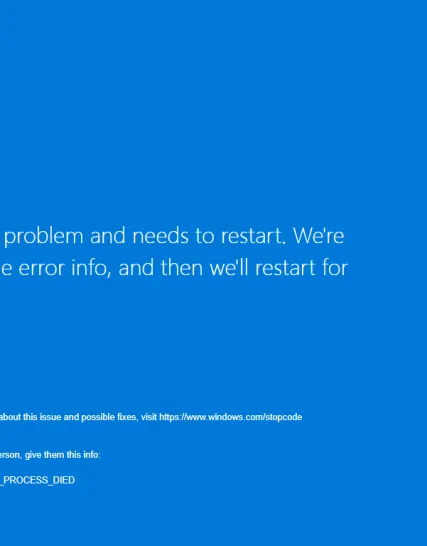 problem and needs to restart. We're
e error info, and then we'll restart for
about this issue and possible fixes, visit https://www.windows.com/stopcode
erson, give them this info:
_PROCESS_DIED